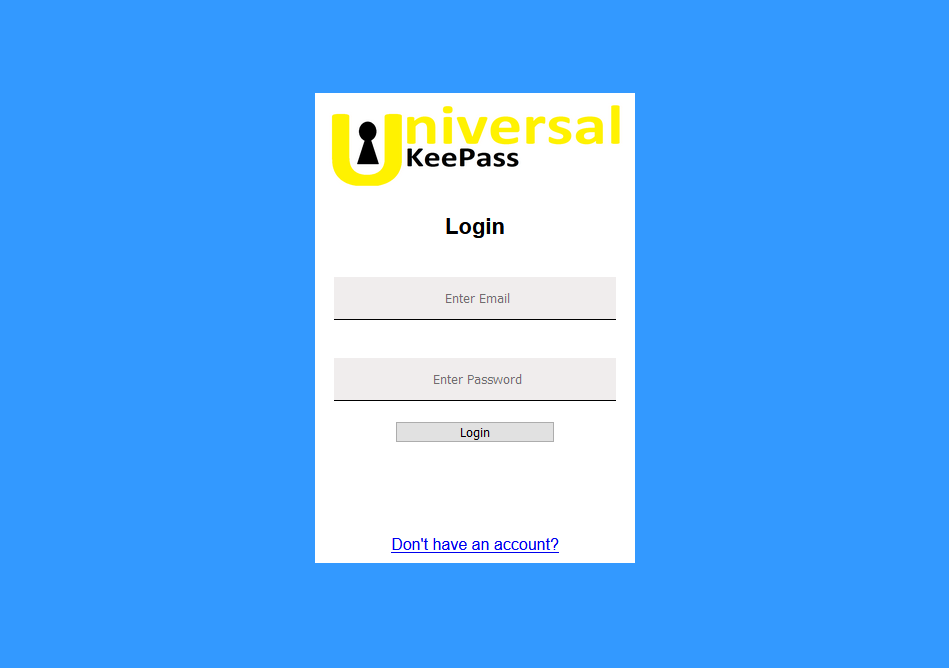 Universal
KeePass
Login
Enter Email
Enter Password
Login
Don't have an account?